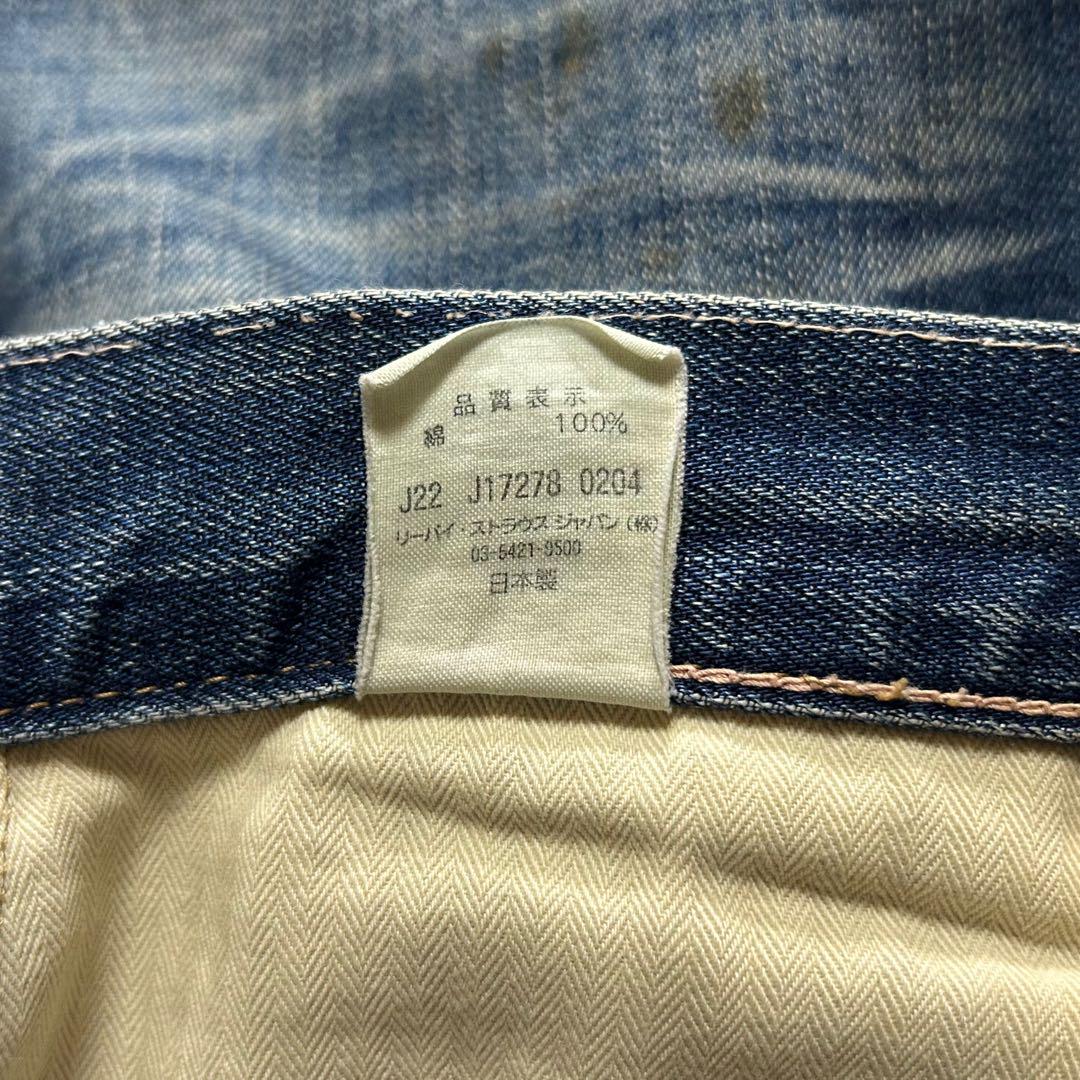 品質表示
綿 100%
J22 J17278 0204
リーバイ・ストラウス ジャパン(株)
03-5421-9500
日本製